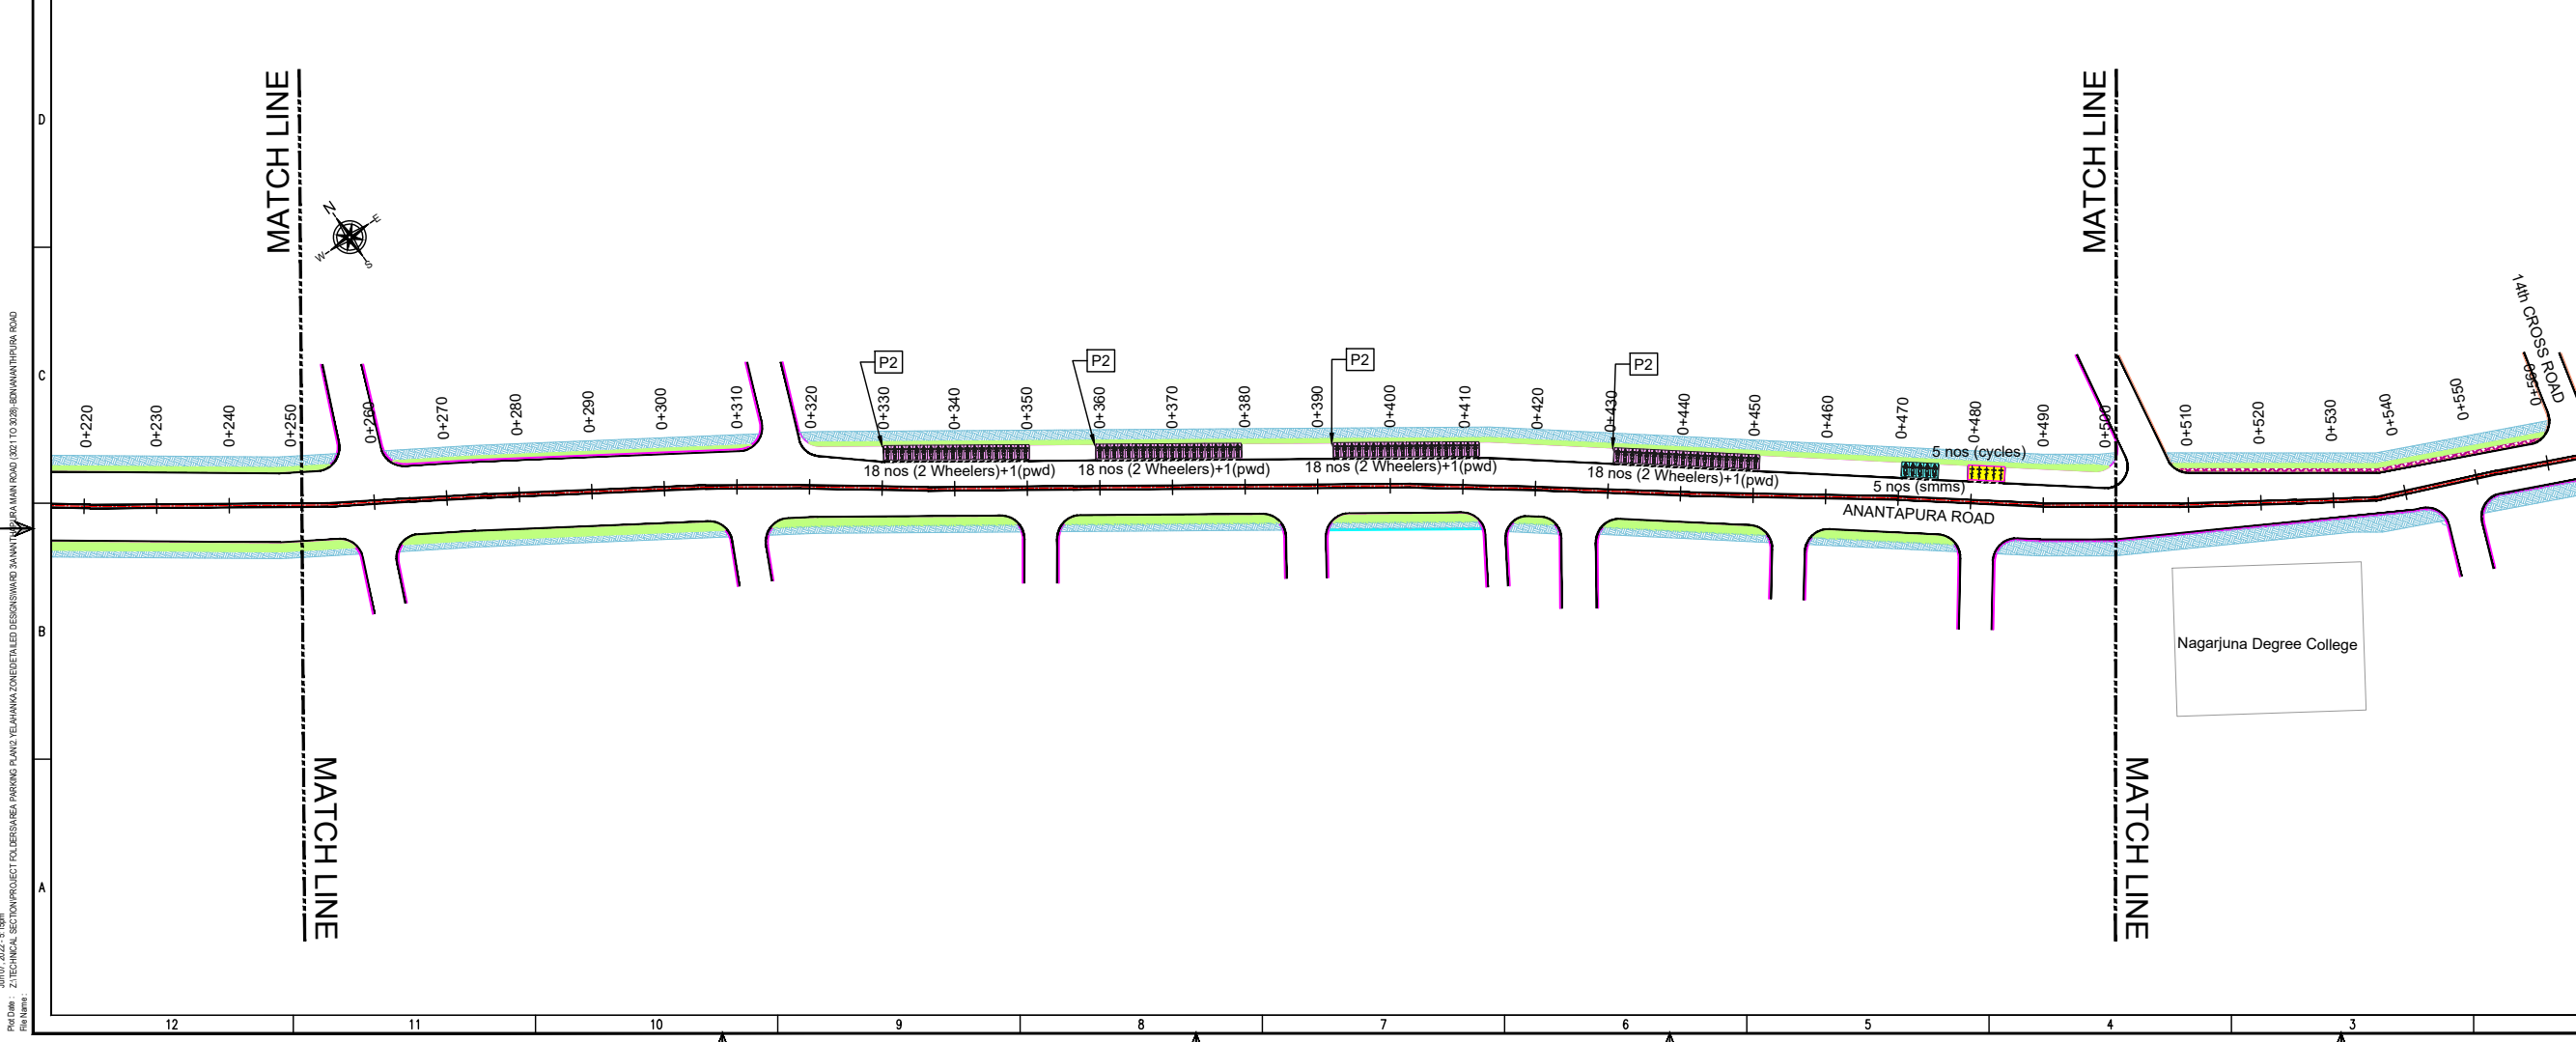 MATCH LINE
MATCH LINE
D
N
E
W
S
C
P2
P2
P2
P2
14th CROSS ROAD
0+220
0+230
0+240
0+250
0+260
0+270
0+280
0+290
0+300
0+310
0+320
0+330
0+340
0+350
0+360
0+370
0+380
0+390
0+400
0+410
0+420
0+430
0+440
0+450
0+460
0+470
0+480
0+490
0+500
0+510
0+520
0+530
0+540
0+550
0+560
5 nos (cycles)
18 nos (2 Wheelers)+1(pwd)
18 nos (2 Wheelers)+1(pwd)
18 nos (2 Wheelers)+1(pwd)
18 nos (2 Wheelers)+1(pwd)
5 nos (smms)
ANANTAPURA ROAD
B
Nagarjuna Degree College
MATCH LINE
MATCH LINE
A
12
11
10
9
8
7
6
5
4
3
Plot Date :
File Name :